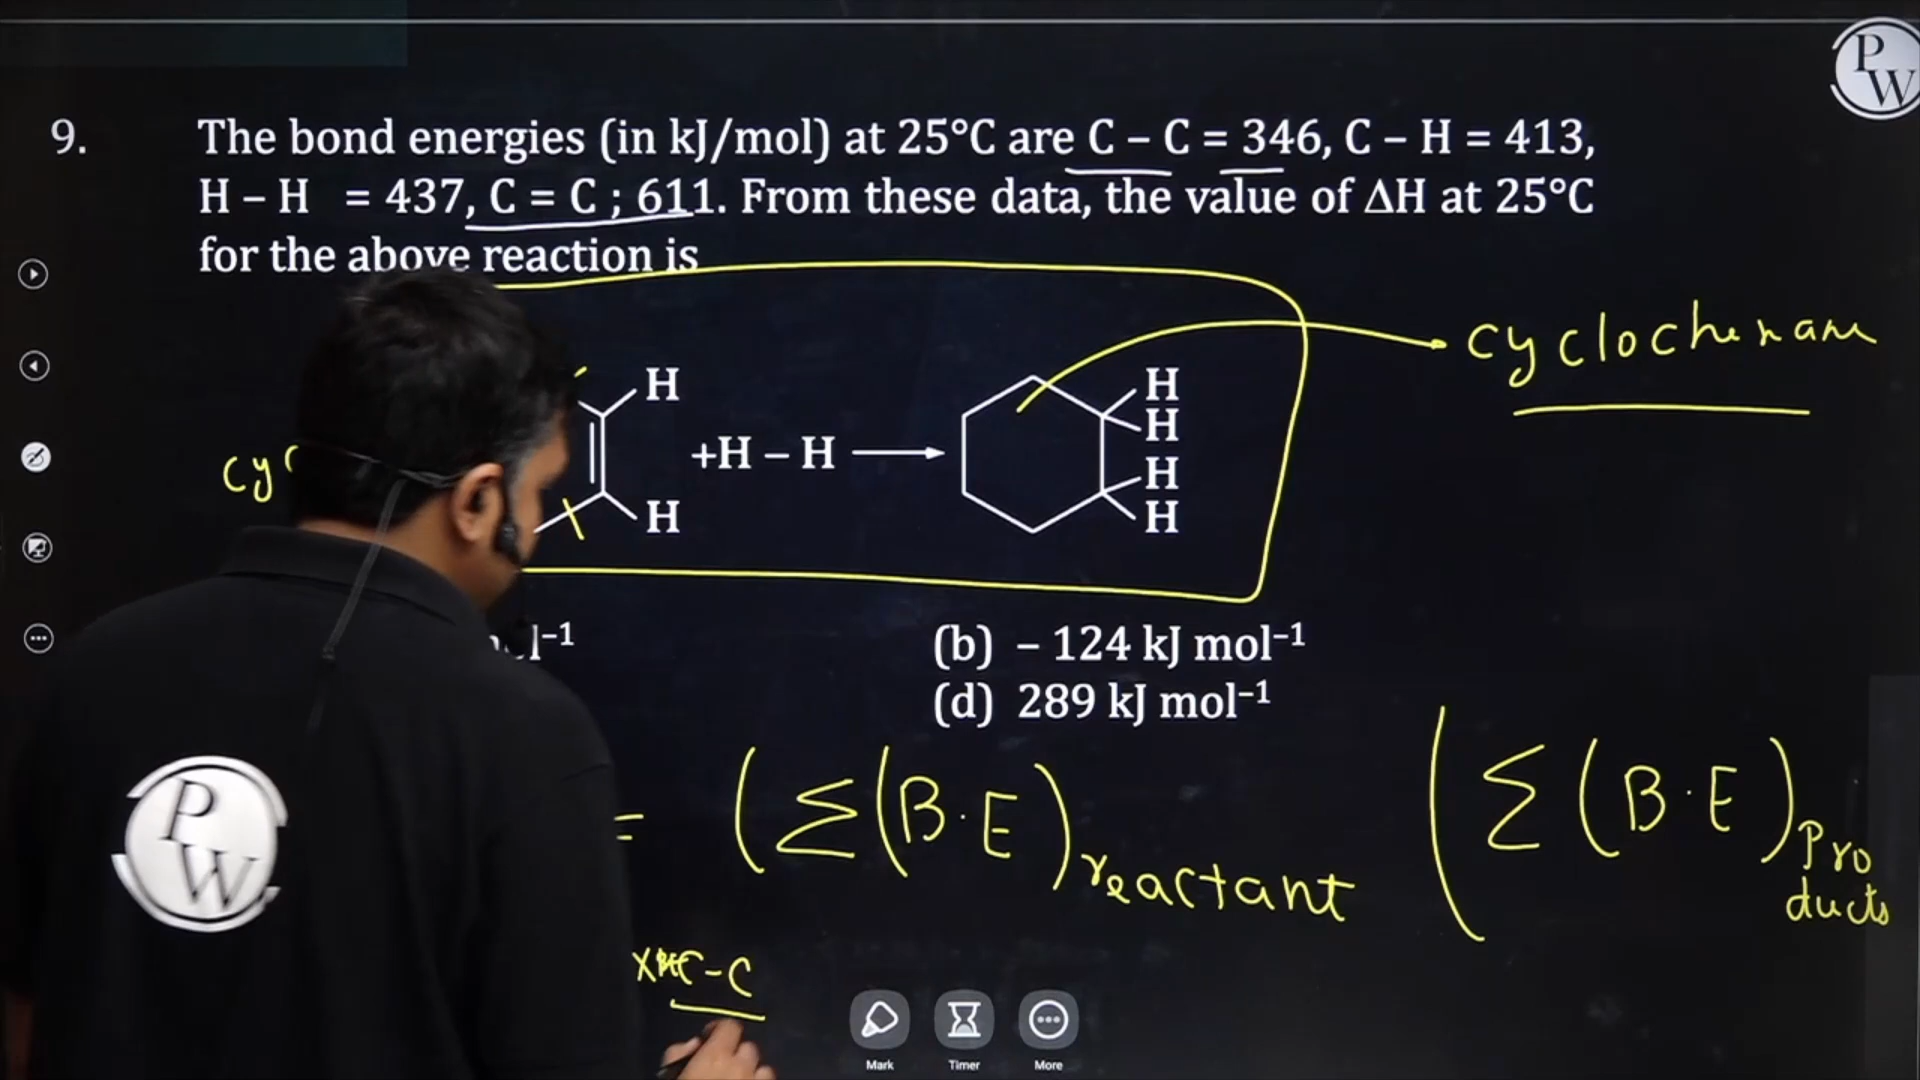 P
W
9. The bond energies (in kJ/mol) at 25°C are C – C = 346, C – H = 413,
H – H = 437, C = C ; 611. From these data, the value of ΔH at 25°C
for the above reaction is
H
+H – H
H
H
H
H
H
cyclohexane
cyc
l–1
(b) – 124 kJ mol–1
(d) 289 kJ mol–1
= (Σ(B.E)reactant (Σ(B.E)Products
C-C
P
W
Mark Timer More